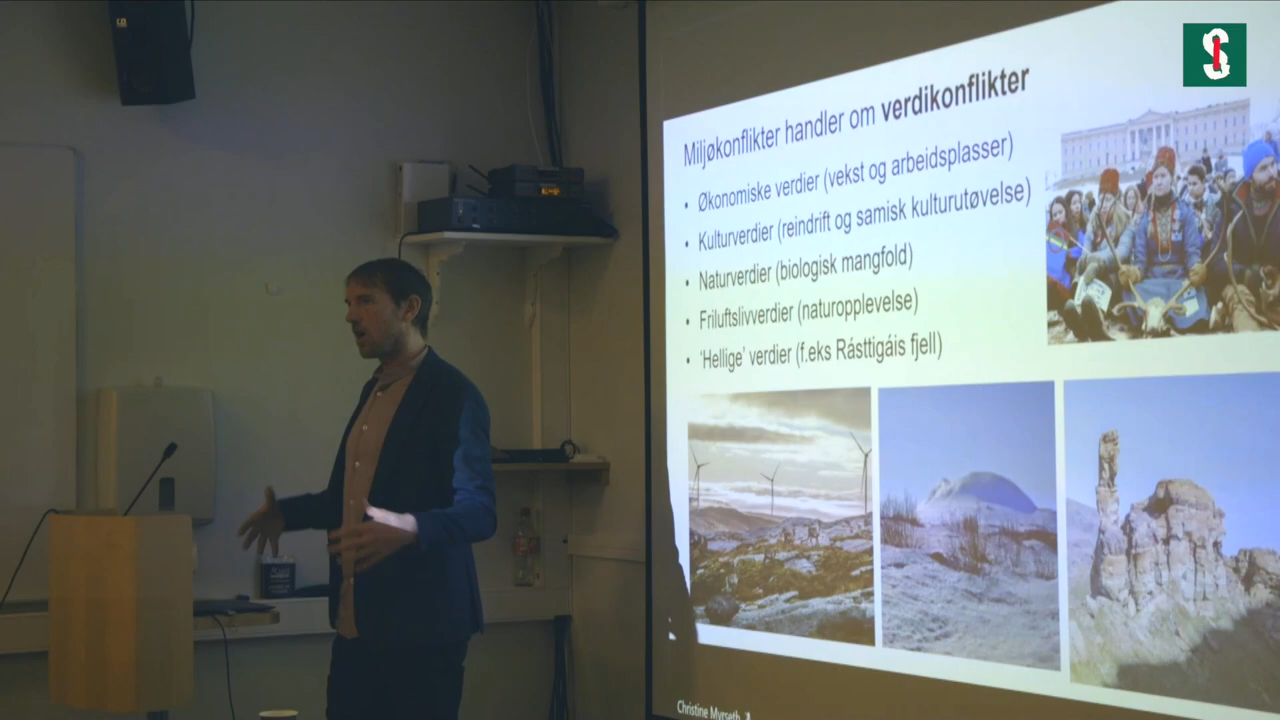 Miljøkonflikter handler om verdikonflikter
• Økonomiske verdier (vekst og arbeidsplasser)
• Kulturverdier (reindrift og samisk kulturutøvelse)
• Naturverdier (biologisk mangfold)
• Friluftslivverdier (naturopplevelse)
• 'Hellige' verdier (f.eks Rásttigáis fjell)
Christine Myrseth